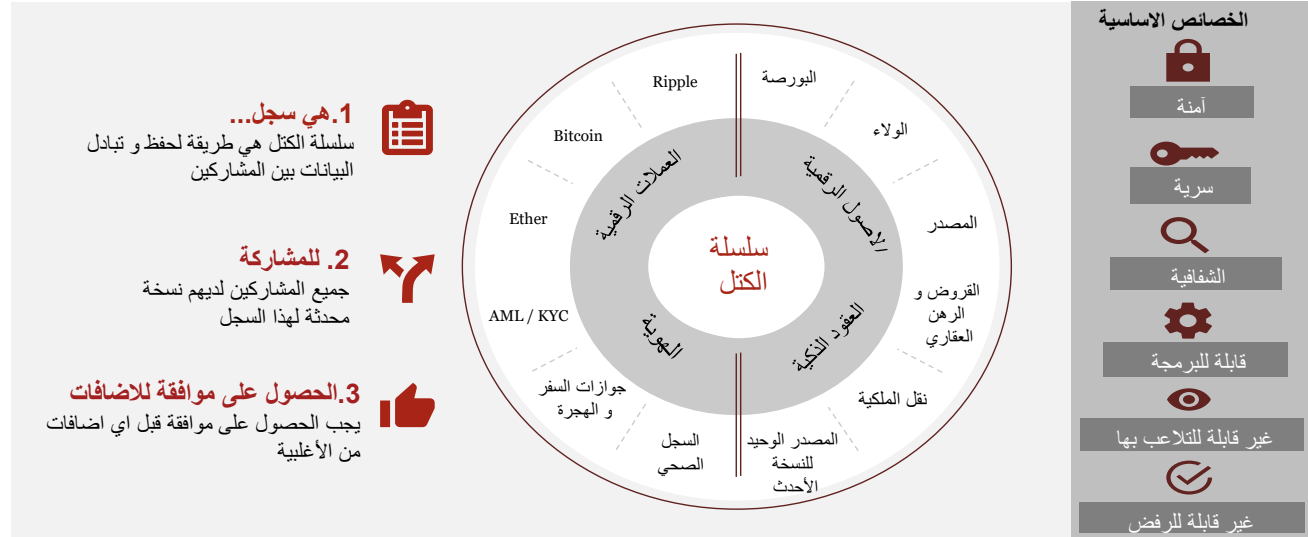 الخصائص الاساسية
آمنة
سرية
الشفافية
قابلة للبرمجة
غير قابلة للتلاعب بها
غير قابلة للرفض
سلسلة
الكتل
الاصول الرقمية
البورصة
الولاء
المصدر
العقود الذكية
القروض و
الرهن
العقاري
نقل الملكية
المصدر الوحيد
للنسخة
الأحدث
الهوية
السجل
الصحي
جوازات السفر
و الهجرة
AML / KYC
العملات الرقمية
Ether
Bitcoin
Ripple
1.هي سجل...
سلسلة الكتل هي طريقة لحفظ و تبادل
البيانات بين المشاركين
2. للمشاركة
جميع المشاركين لديهم نسخة
محدثة لهذا السجل
3.الحصول على موافقة للاضافات
يجب الحصول على موافقة قبل اي اضافات
من الأغلبية